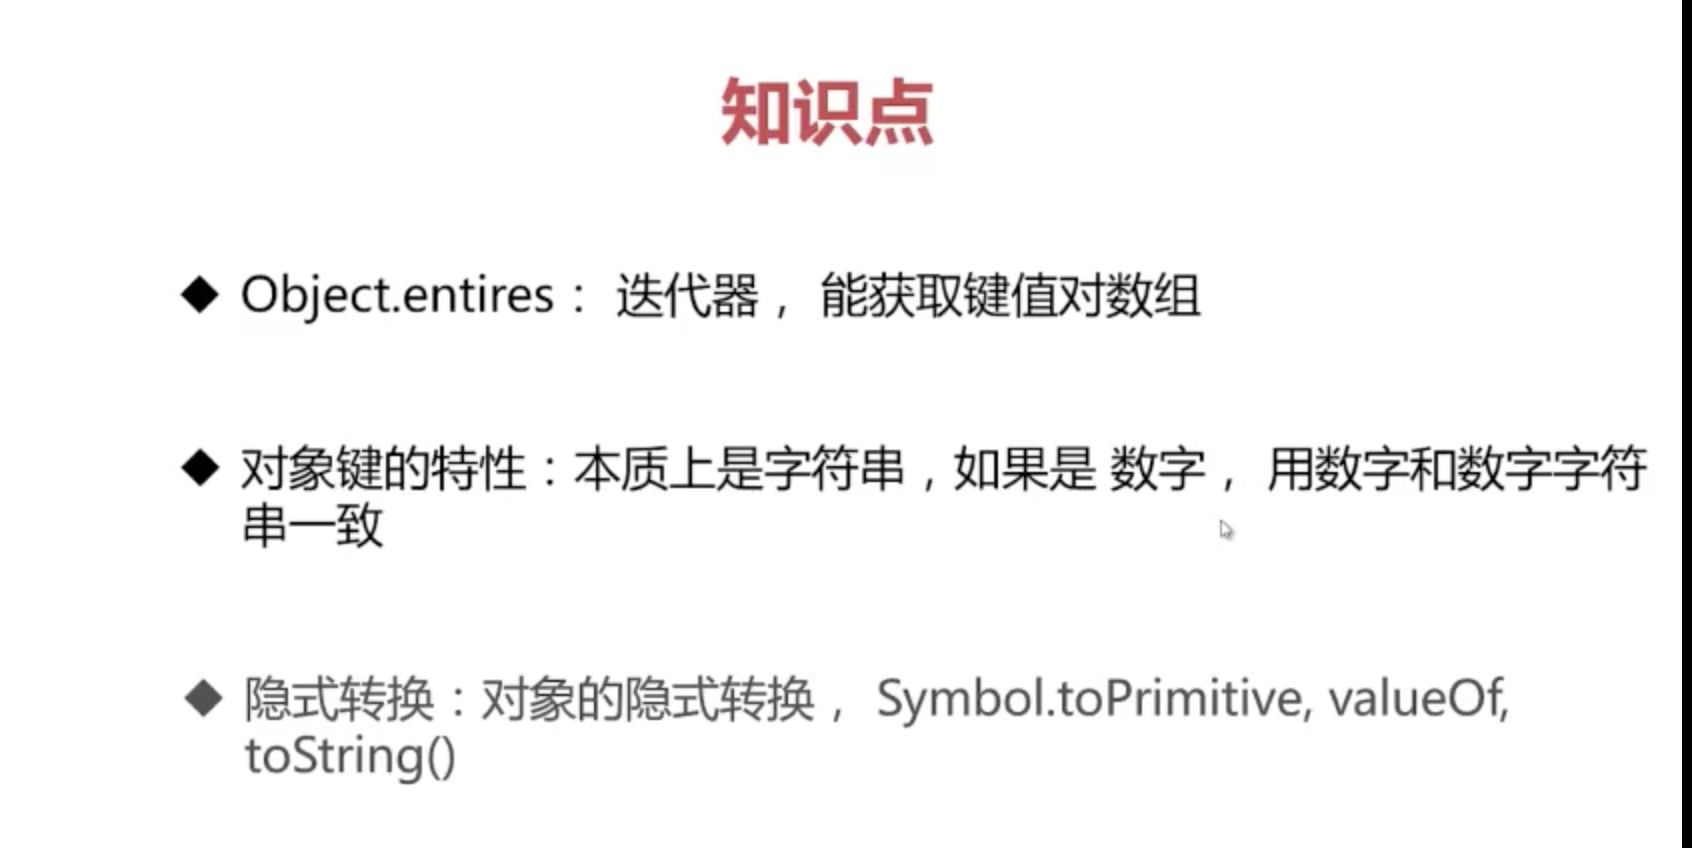 知识点
◆ Object.entires： 迭代器， 能获取键值对数组
◆ 对象键的特性：本质上是字符串，如果是 数字， 用数字和数字字符
串一致
◆ 隐式转换：对象的隐式转换， Symbol.toPrimitive, valueOf,
toString()